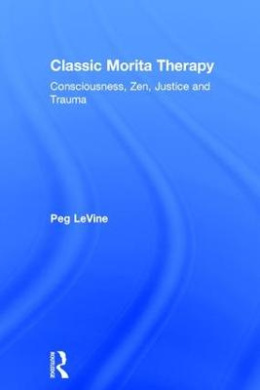 Classic Morita Therapy
Consciousness, Zen, Justice and
Trauma
Peg LeVine
ROUTLEDGE